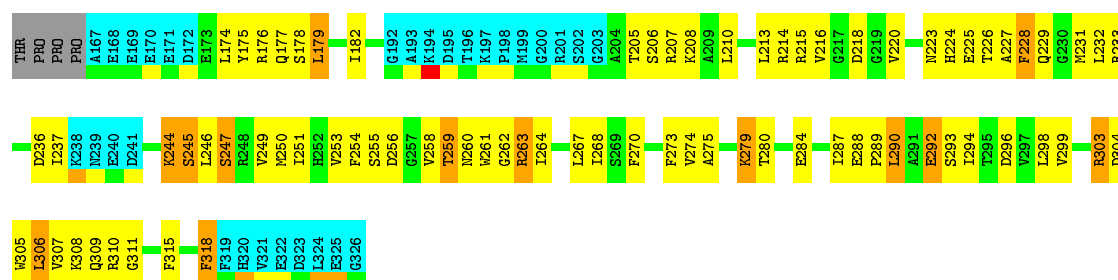 THR PRO PRO PRO A167 E168 E169 E170 E171 D172 E173 L174 Y175 R176 Q177 S178 L179 I182 G192 A193 K194 D195 T196 K197 P198 M199 G200 R201 S202 G203 A204 T205 S206 R207 K208 A209 L210 L213 R214 R215 V216 G217 D218 G219 V220 N223 H224 E225 T226 A227 F228 Q229 G230 M231 L232 R233
D236 I237 K238 N239 E240 D241 K244 S245 L246 S247 R248 V249 M250 I251 H252 V253 F254 S255 D256 G257 V258 T259 N260 W261 G262 R263 I264 L267 I268 S269 F270 F273 V274 A275 K279 T280 E284 I287 E288 P289 L290 A291 E292 S293 I294 T295 D296 V297 L298 V299 R303 D304
W305 L306 V307 K308 Q309 R310 G311 F315 F318 F319 H320 V321 E322 D323 L324 E325 G326